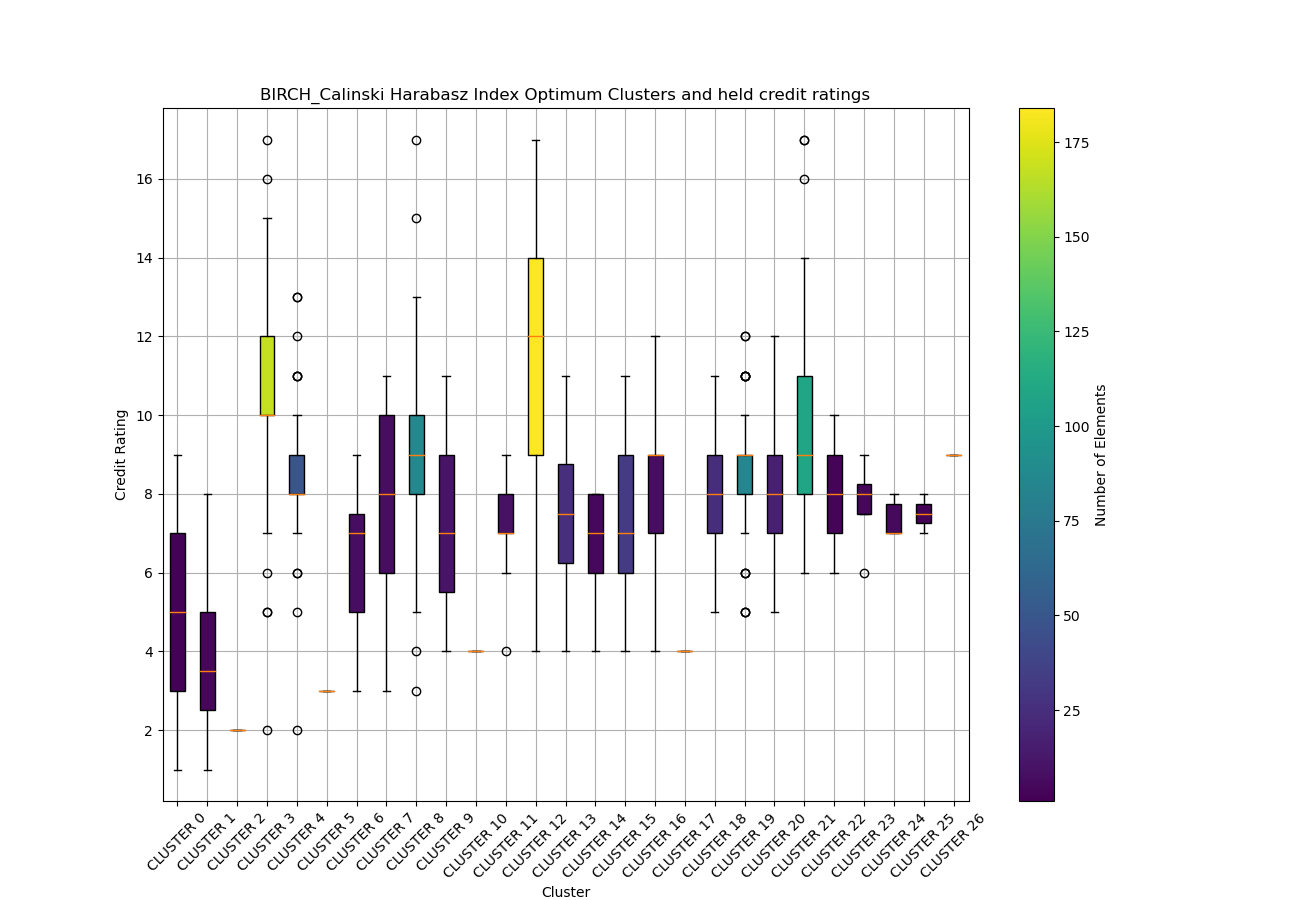 BIRCH_Calinski Harabasz Index Optimum Clusters and held credit ratings
Credit Rating
16
14
12
10
8
6
4
2
CLUSTER 0
CLUSTER 1
CLUSTER 2
CLUSTER 3
CLUSTER 4
CLUSTER 5
CLUSTER 6
CLUSTER 7
CLUSTER 8
CLUSTER 9
CLUSTER 10
CLUSTER 11
CLUSTER 12
CLUSTER 13
CLUSTER 14
CLUSTER 15
CLUSTER 16
CLUSTER 17
CLUSTER 18
CLUSTER 19
CLUSTER 20
CLUSTER 21
CLUSTER 22
CLUSTER 23
CLUSTER 24
CLUSTER 25
CLUSTER 26
Cluster
175
150
125
100
75
50
25
Number of Elements